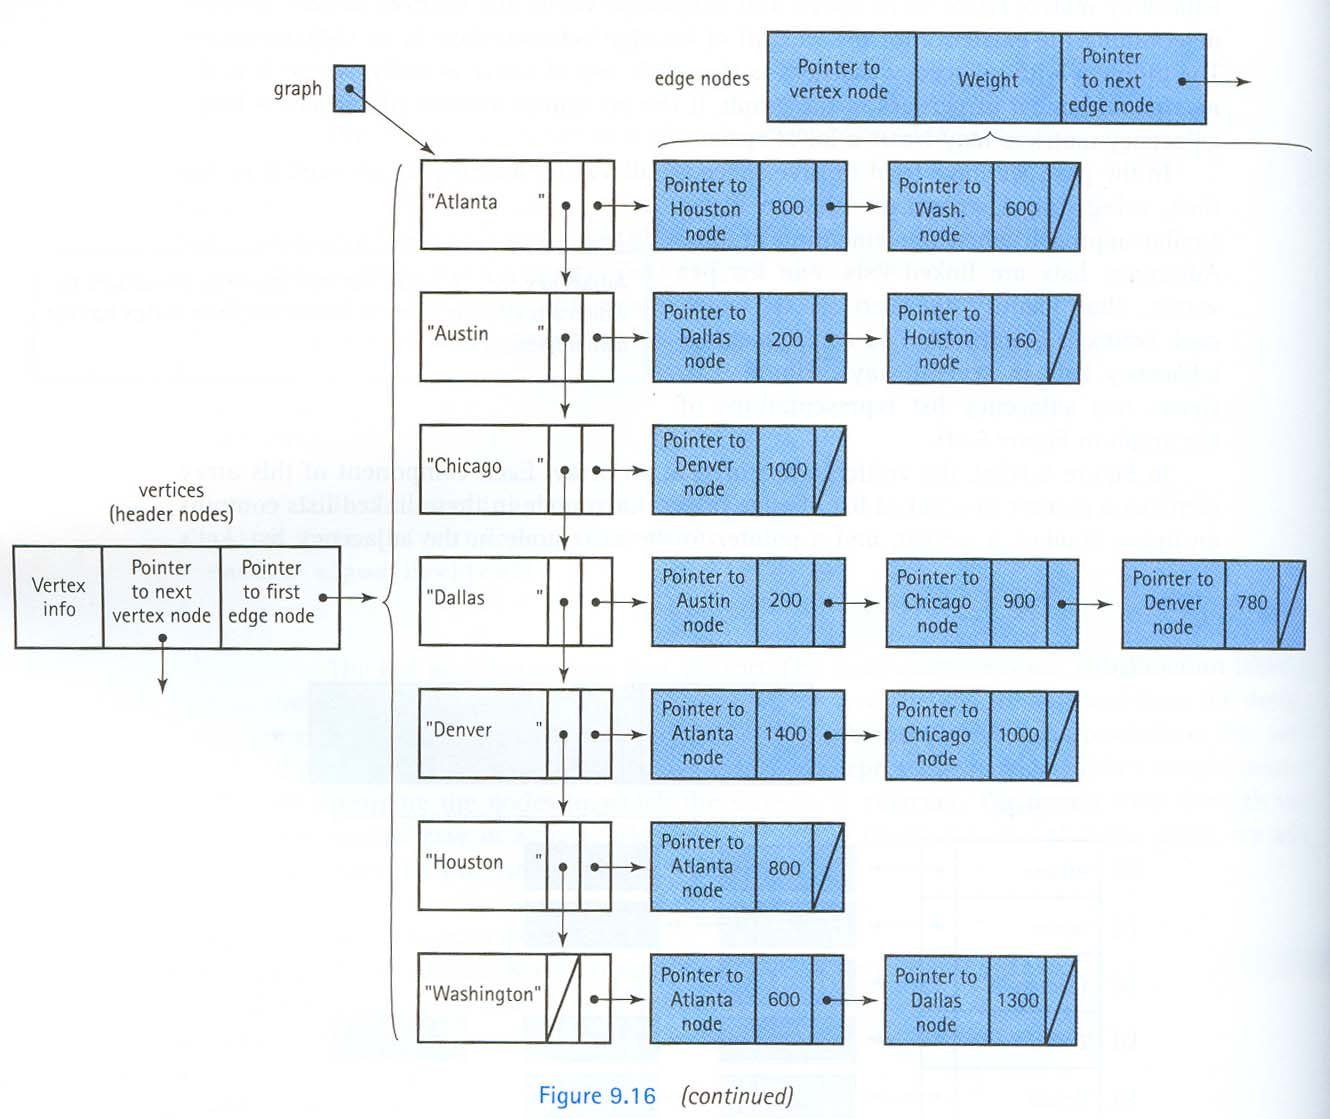 graph
edge nodes
Pointer to
vertex node
Weight
Pointer
to next
edge node
"Atlanta "
Pointer to
Houston
node
800
Pointer to
Wash.
node
600
"Austin "
Pointer to
Dallas
node
200
Pointer to
Houston
node
160
"Chicago "
Pointer to
Denver
node
1000
vertices
(header nodes)
Vertex
info
Pointer
to next
vertex node
Pointer
to first
edge node
"Dallas "
Pointer to
Austin
node
200
Pointer to
Chicago
node
900
Pointer to
Denver
node
780
"Denver "
Pointer to
Atlanta
node
1400
Pointer to
Chicago
node
1000
"Houston "
Pointer to
Atlanta
node
800
"Washington"
Pointer to
Atlanta
node
600
Pointer to
Dallas
node
1300
Figure 9.16 (continued)